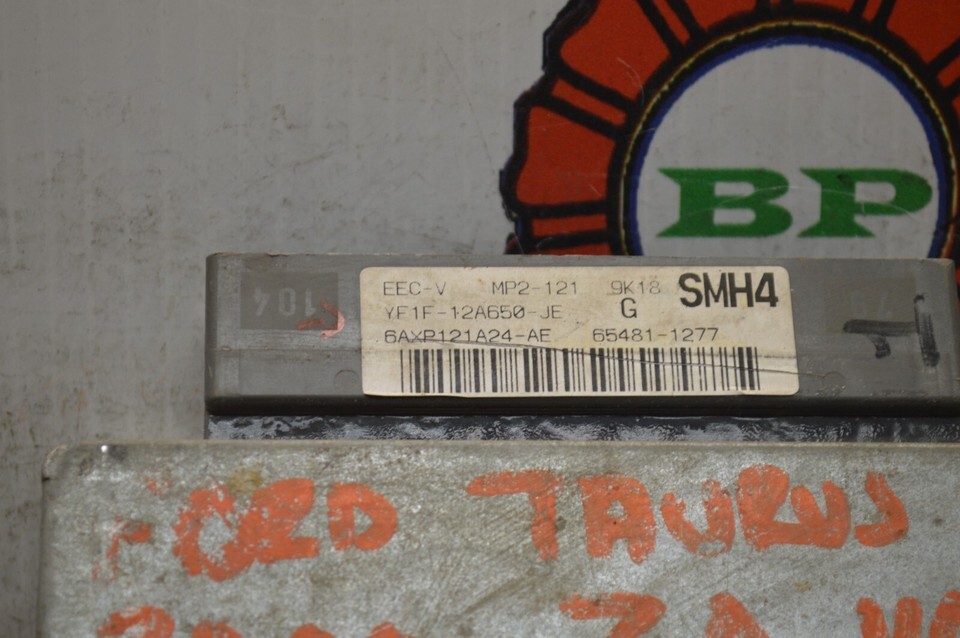 BP
104
EEC-V MP2-121 9K18 SMH4
YF1F-12A650-JE G
6AXP121A24-AE 65481-1277
FORD TAURUS